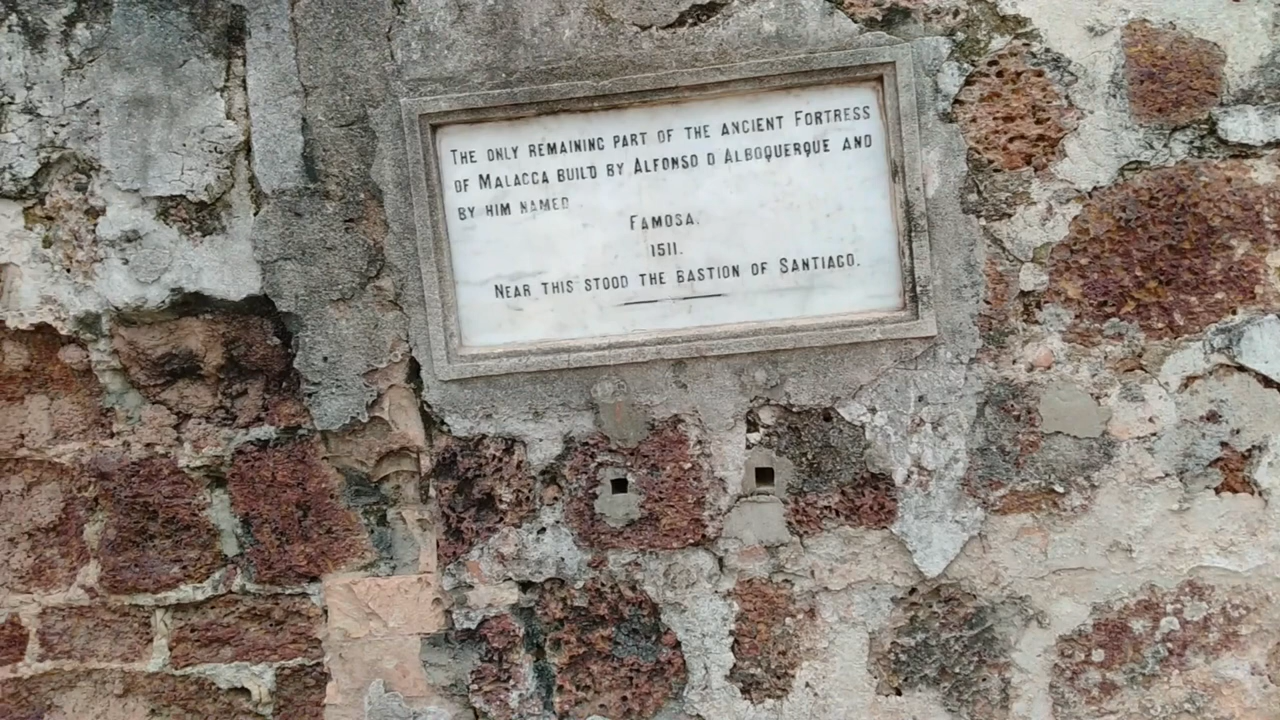 THE ONLY REMAINING PART OF THE ANCIENT FORTRESS
OF MALACCA BUILD BY ALFONSO D ALBOQUERQUE AND
BY HIM NAMED
FAMOSA.
1511.
NEAR THIS STOOD THE BASTION OF SANTIAGO.